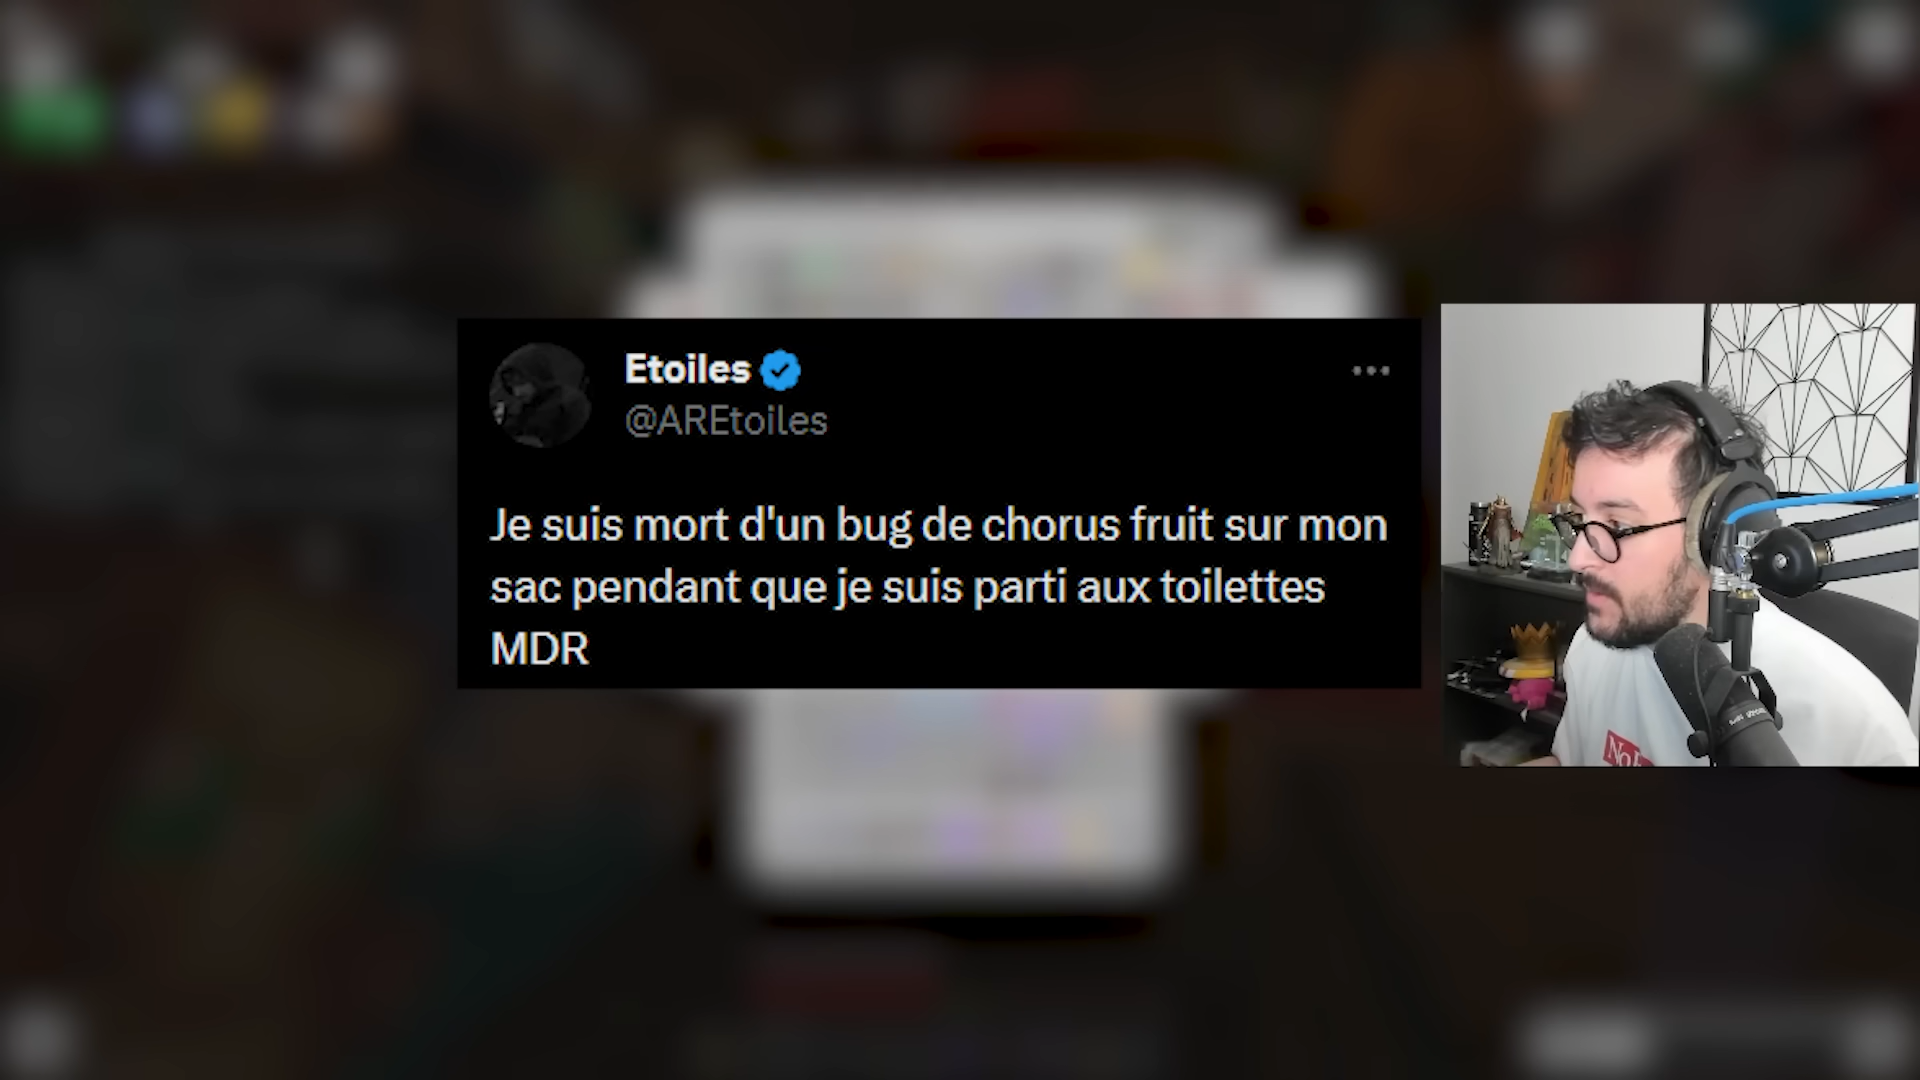 Etoiles
@AREtoiles
Je suis mort d'un bug de chorus fruit sur mon
sac pendant que je suis parti aux toilettes
MDR